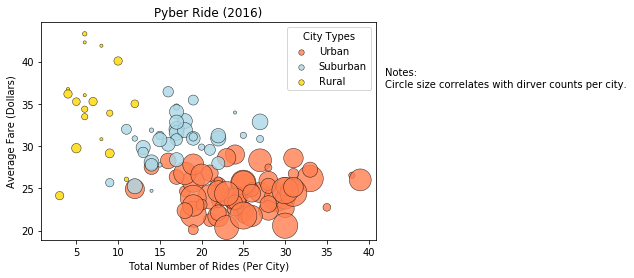 Pyber Ride (2016)
City Types
Urban
Suburban
Rural
Notes:
Circle size correlates with dirver counts per city.
Average Fare (Dollars)
45
40
35
30
25
20
5 10 15 20 25 30 35 40
Total Number of Rides (Per City)